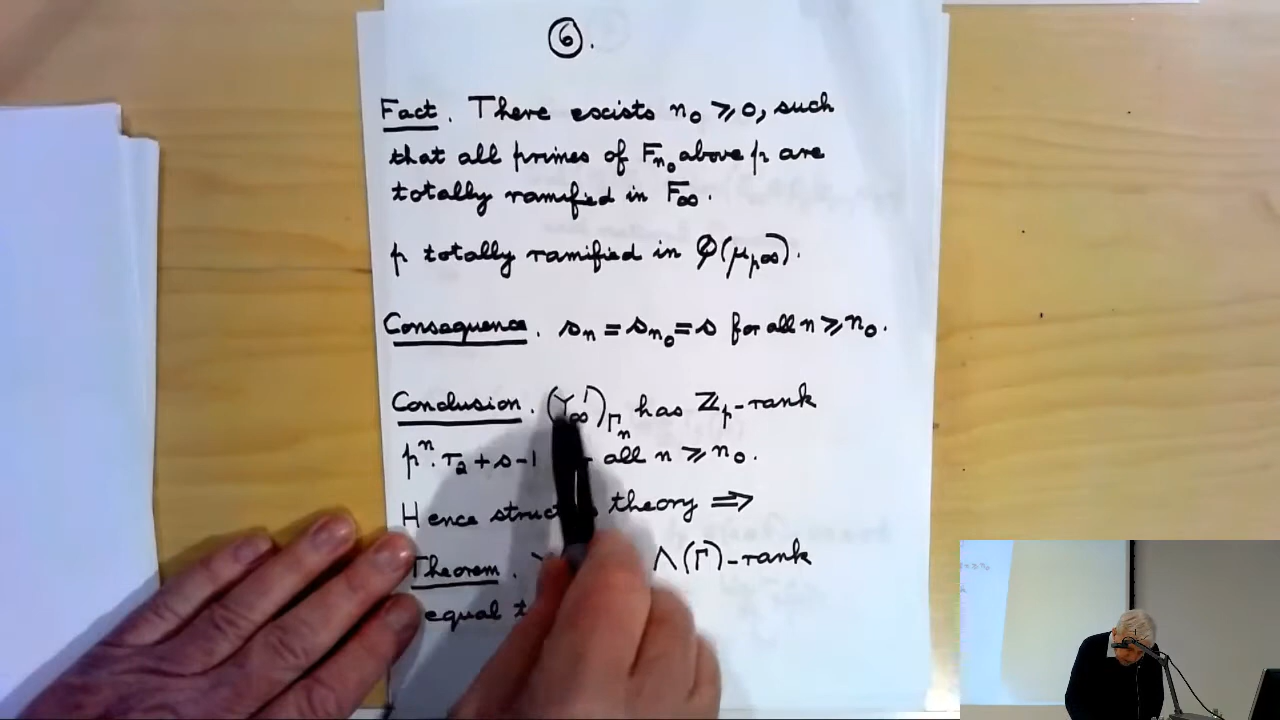 ⑥.
Fact. There exists n₀ ⩾ 0, such
that all primes of F_{n₀} above p are
totally ramified in F_∞.
p totally ramified in ℚ(μ_{p^∞}).
Consequence. s_n = s_{n₀} = s for all n ⩾ n₀.
Conclusion. (Y'_∞)_{Γ_n} has ℤ_p-rank
pⁿ·r₂ + s-1 all n ⩾ n₀.
Hence theory ⇒
Theorem. Λ(Γ)-rank
equal